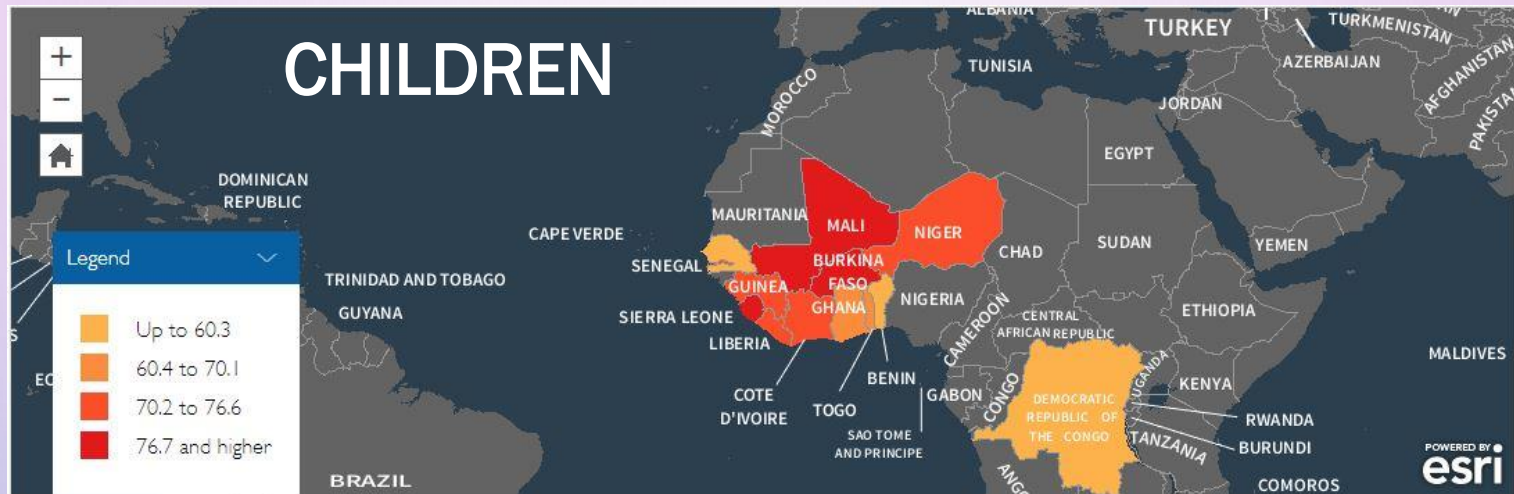 CHILDREN
+
−
Legend
Up to 60.3
60.4 to 70.1
70.2 to 76.6
76.7 and higher
ALBANIA
TURKEY
TURKMENISTAN
TUNISIA
AZERBAIJAN
AFGHANISTAN
PAKISTAN
MOROCCO
JORDAN
EGYPT
DOMINICAN
REPUBLIC
MAURITANIA
MALI
NIGER
CHAD
SUDAN
YEMEN
CAPE VERDE
SENEGAL
BURKINA
FASO
TRINIDAD AND TOBAGO
GUYANA
GUINEA
GHANA
NIGERIA
ETHIOPIA
SIERRA LEONE
LIBERIA
CAMEROON
CENTRAL
AFRICAN REPUBLIC
MALDIVES
COTE
D'IVOIRE
TOGO
BENIN
GABON
CONGO
UGANDA
KENYA
SAO TOME
AND PRINCIPE
DEMOCRATIC
REPUBLIC OF
THE CONGO
RWANDA
BURUNDI
TANZANIA
BRAZIL
COMOROS
POWERED BY
esri